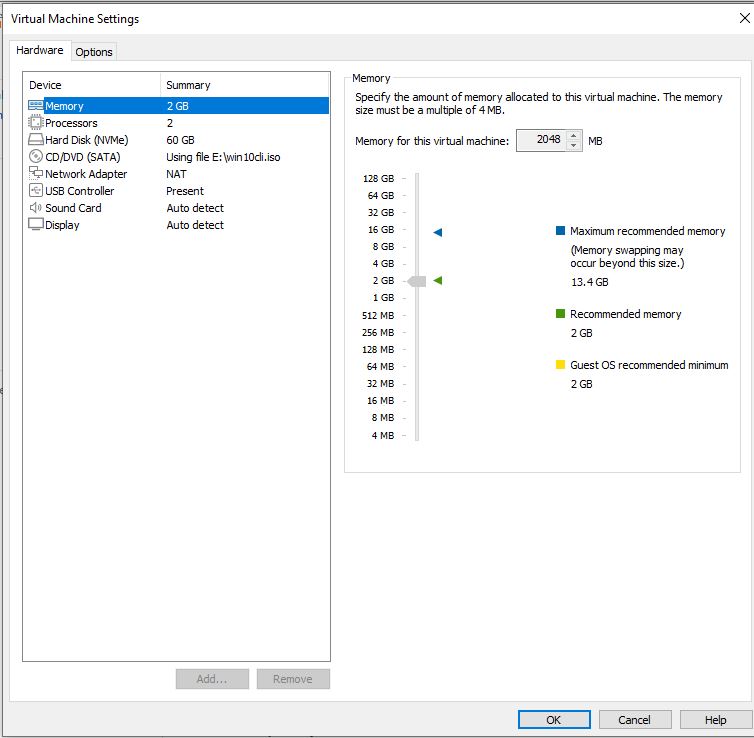 Virtual Machine Settings
Hardware Options
Device Summary
Memory 2 GB
Processors 2
Hard Disk (NVMe) 60 GB
CD/DVD (SATA) Using file E:\win10cli.iso
Network Adapter NAT
USB Controller Present
Sound Card Auto detect
Display Auto detect
Add... Remove
Memory
Specify the amount of memory allocated to this virtual machine. The memory
size must be a multiple of 4 MB.
Memory for this virtual machine: 2048 MB
128 GB
64 GB
32 GB
16 GB
8 GB
4 GB
2 GB
1 GB
512 MB
256 MB
128 MB
64 MB
32 MB
16 MB
8 MB
4 MB
Maximum recommended memory
(Memory swapping may
occur beyond this size.)
13.4 GB
Recommended memory
2 GB
Guest OS recommended minimum
2 GB
OK Cancel Help